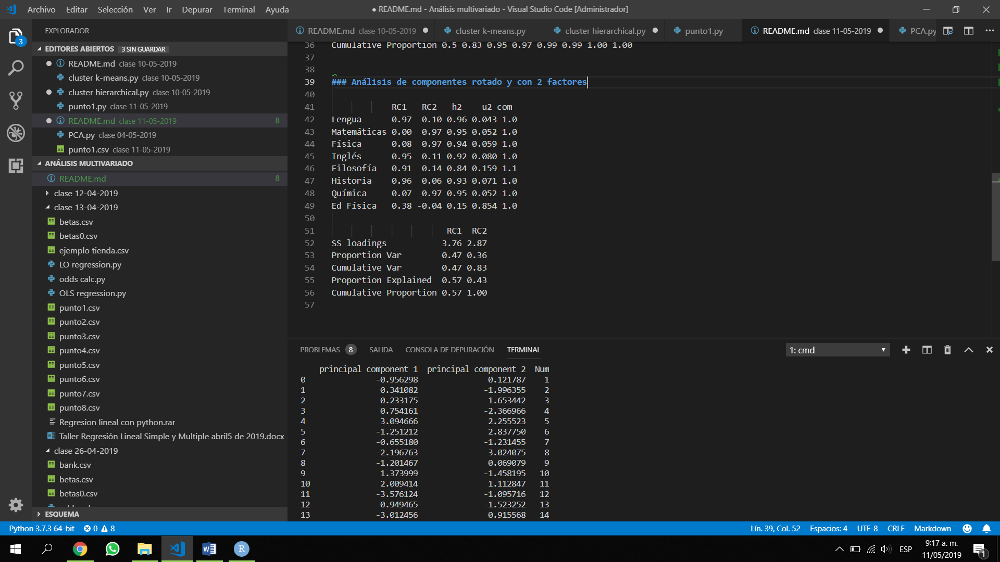 Archivo Editar Selección Ver Ir Depurar Terminal Ayuda
● README.md - Análisis multivariado - Visual Studio Code [Administrador]
3
EXPLORADOR
EDITORES ABIERTOS 3 SIN GUARDAR
README.md clase 10-05-2019
cluster k-means.py clase 10-05-2019
cluster hierarchical.py clase 10-05-2019
punto1.py clase 11-05-2019
README.md clase 11-05-2019 8
PCA.py clase 04-05-2019
punto1.csv clase 11-05-2019
ANÁLISIS MULTIVARIADO
README.md 8
clase 12-04-2019
clase 13-04-2019
betas.csv
betas0.csv
ejemplo tienda.csv
LO regression.py
odds calc.py
OLS regression.py
punto1.csv
punto2.csv
punto3.csv
punto4.csv
punto5.csv
punto6.csv
punto7.csv
punto8.csv
Regresion lineal con python.rar
Taller Regresión Lineal Simple y Multiple abril5 de 2019.docx
clase 26-04-2019
bank.csv
betas.csv
betas0.csv
ESQUEMA
README.md clase 10-05-2019 cluster k-means.py cluster hierarchical.py punto1.py README.md clase 11-05-2019 PCA.py
36 Cumulative Proportion 0.5 0.83 0.95 0.97 0.99 0.99 1.00 1.00
37
38
39 ### Análisis de componentes rotado y con 2 factores
40
41 RC1 RC2 h2 u2 com
42 Lengua 0.97 0.10 0.96 0.043 1.0
43 Matemáticas 0.00 0.97 0.95 0.052 1.0
44 Física 0.08 0.97 0.94 0.059 1.0
45 Inglés 0.95 0.11 0.92 0.080 1.0
46 Filosofía 0.91 0.14 0.84 0.159 1.1
47 Historia 0.96 0.06 0.93 0.071 1.0
48 Química 0.07 0.97 0.95 0.052 1.0
49 Ed Física 0.38 -0.04 0.15 0.854 1.0
50
51 RC1 RC2
52 SS loadings 3.76 2.87
53 Proportion Var 0.47 0.36
54 Cumulative Var 0.47 0.83
55 Proportion Explained 0.57 0.43
56 Cumulative Proportion 0.57 1.00
57
PROBLEMAS 8 SALIDA CONSOLA DE DEPURACIÓN TERMINAL 1: cmd
principal component 1 principal component 2 Num
0 -0.956298 0.121787 1
1 0.341082 -1.996355 2
2 0.233175 1.653442 3
3 0.754161 -2.366966 4
4 3.094666 2.255523 5
5 -1.251212 2.837750 6
6 -0.655180 -1.231455 7
7 -2.196763 3.024075 8
8 -1.201467 0.069079 9
9 1.373999 -1.458195 10
10 2.009414 1.112847 11
11 -3.576124 -1.095716 12
12 0.949465 -1.523252 13
13 -3.012456 0.915568 14
Python 3.7.3 64-bit 0 8 Lín. 39, Col. 52 Espacios: 4 UTF-8 CRLF Markdown
ESP
9:17 a. m.
11/05/2019
1